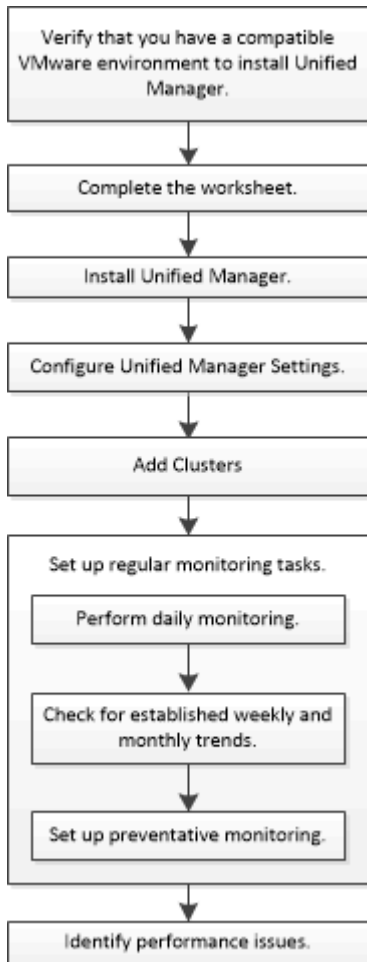 Verify that you have a compatible
VMware environment to install Unified
Manager.
Complete the worksheet.
Install Unified Manager.
Configure Unified Manager Settings.
Add Clusters
Set up regular monitoring tasks.
Perform daily monitoring.
Check for established weekly and
monthly trends.
Set up preventative monitoring.
Identify performance issues.